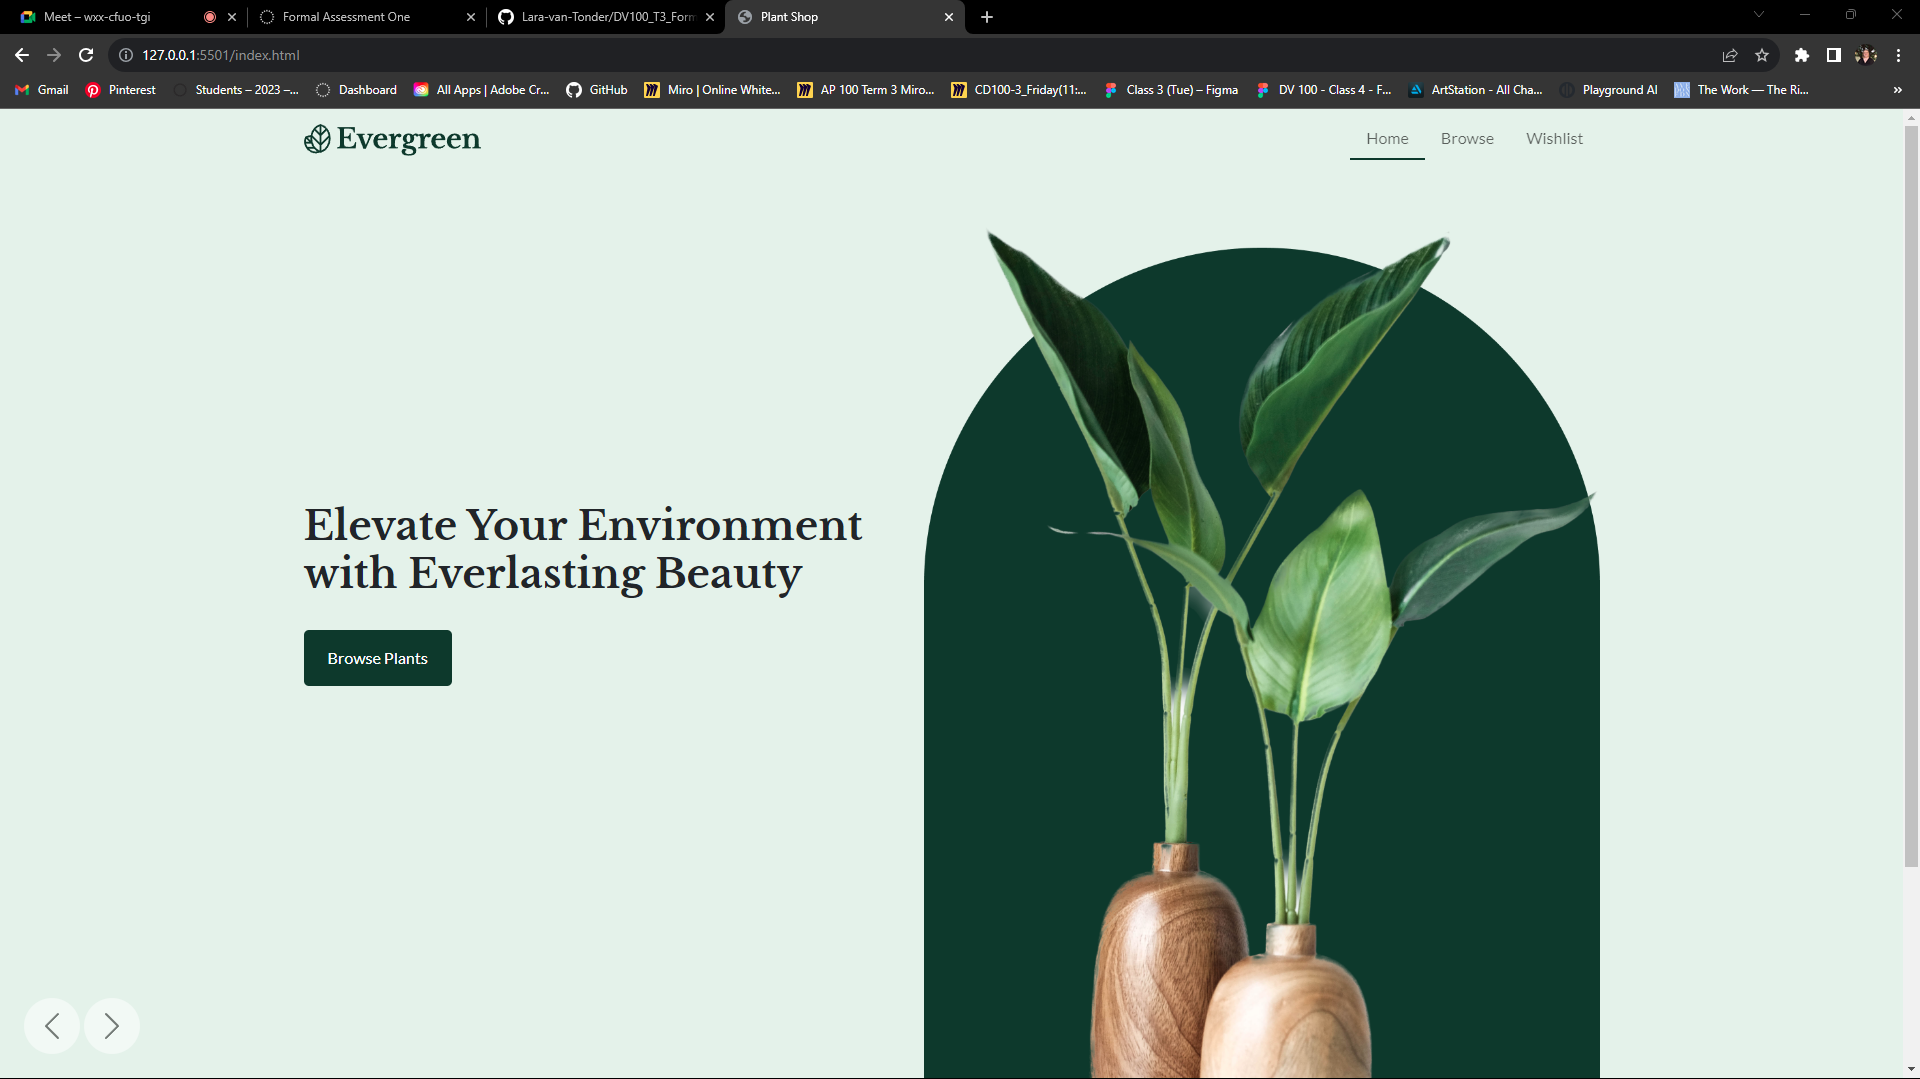 Meet – wxx-cfuo-tgi
Formal Assessment One
Lara-van-Tonder/DV100_T3_Form
Plant Shop
127.0.0.1:5501/index.html
Gmail
Pinterest
Students – 2023 –...
Dashboard
All Apps | Adobe Cr...
GitHub
Miro | Online White...
AP 100 Term 3 Miro...
CD100-3_Friday(11:...
Class 3 (Tue) – Figma
DV 100 - Class 4 - F...
ArtStation - All Cha...
Playground AI
The Work — The Ri...
»
Evergreen
Home
Browse
Wishlist
Elevate Your Environment
with Everlasting Beauty
Browse Plants